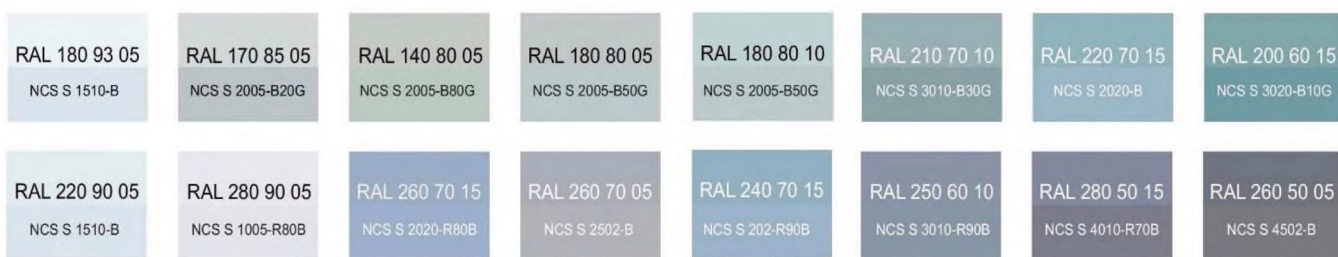 RAL 180 93 05
NCS S 1510-B
RAL 170 85 05
NCS S 2005-B20G
RAL 140 80 05
NCS S 2005-B80G
RAL 180 80 05
NCS S 2005-B50G
RAL 180 80 10
NCS S 2005-B50G
RAL 210 70 10
NCS S 3010-B30G
RAL 220 70 15
NCS S 2020-B
RAL 200 60 15
NCS S 3020-B10G
RAL 220 90 05
NCS S 1510-B
RAL 280 90 05
NCS S 1005-R80B
RAL 260 70 15
NCS S 2020-R80B
RAL 260 70 05
NCS S 2502-B
RAL 240 70 15
NCS S 202-R90B
RAL 250 60 10
NCS S 3010-R90B
RAL 280 50 15
NCS S 4010-R70B
RAL 260 50 05
NCS S 4502-B